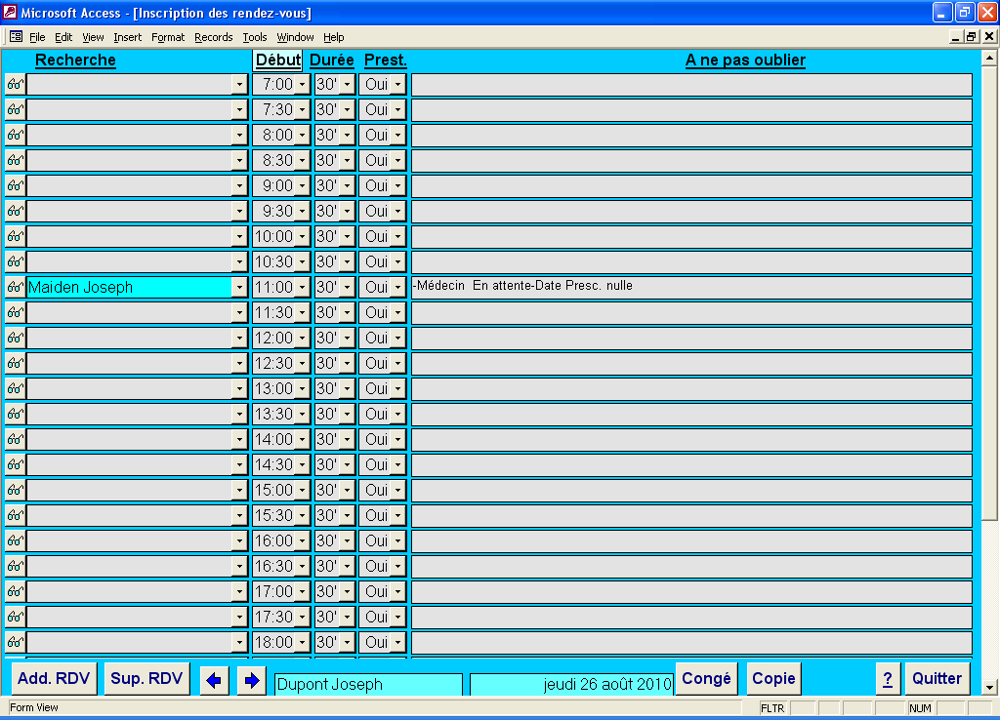 Microsoft Access - [Inscription des rendez-vous]
File Edit View Insert Format Records Tools Window Help
Recherche Début Durée Prest. A ne pas oublier
7:00 30' Oui
7:30 30' Oui
8:00 30' Oui
8:30 30' Oui
9:00 30' Oui
9:30 30' Oui
10:00 30' Oui
10:30 30' Oui
Maiden Joseph 11:00 30' Oui -Médecin En attente-Date Presc. nulle
11:30 30' Oui
12:00 30' Oui
12:30 30' Oui
13:00 30' Oui
13:30 30' Oui
14:00 30' Oui
14:30 30' Oui
15:00 30' Oui
15:30 30' Oui
16:00 30' Oui
16:30 30' Oui
17:00 30' Oui
17:30 30' Oui
18:00 30' Oui
Add. RDV Sup. RDV Dupont Joseph jeudi 26 août 2010 Congé Copie ? Quitter
Form View FLTR NUM